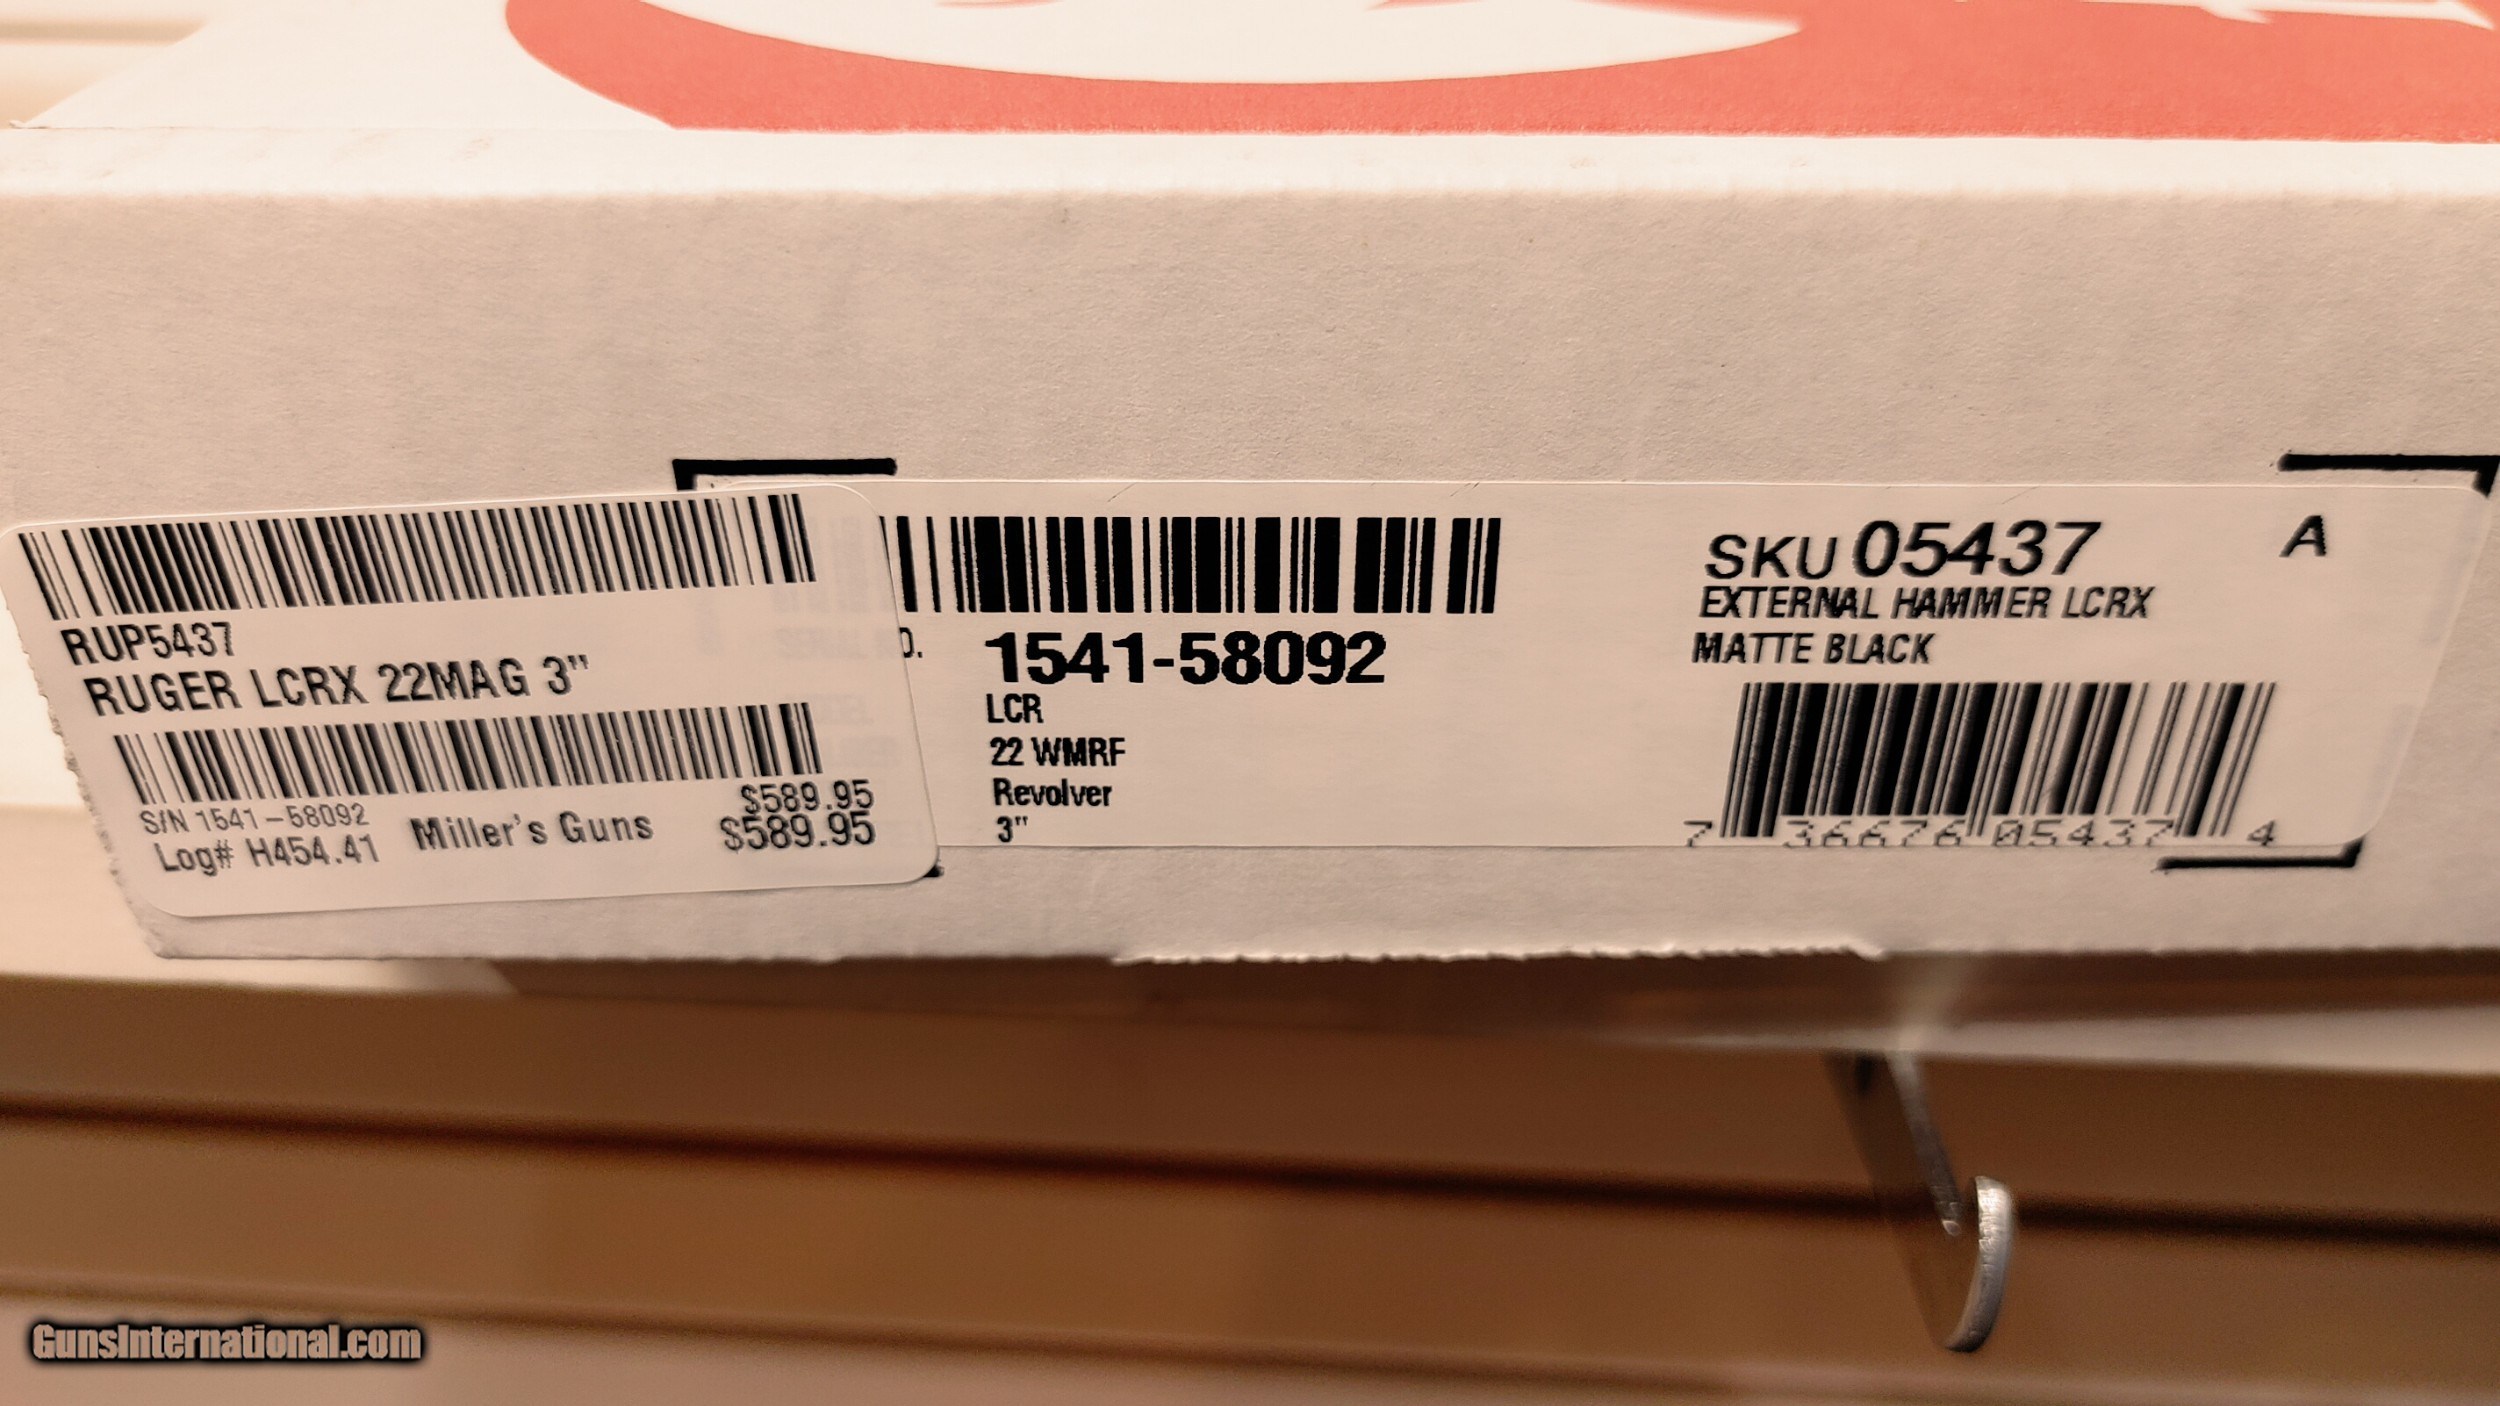 RUP5437
RUGER LCRX 22MAG 3"
$589.95
S/N 1541-58092
Log# H454.41
Miller's Guns
$589.95
O.
1541-58092
LCR
22 WMRF
Revolver
3"
SKU 05437
A
EXTERNAL HAMMER LCRX
MATTE BLACK
7 36676 05437 4
GunsInternational.com